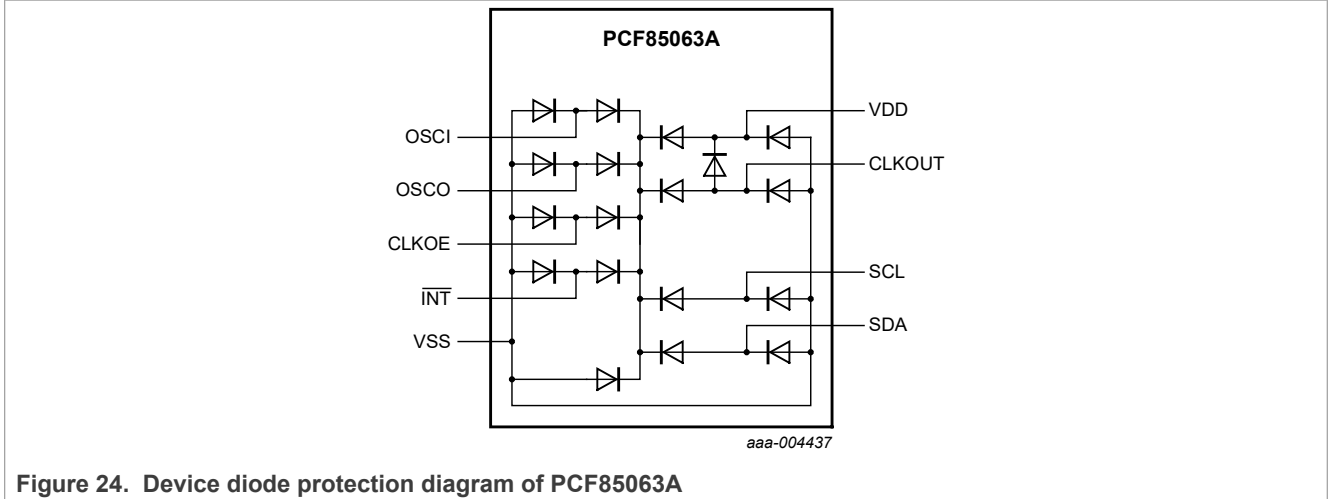 PCF85063A
OSCI
OSCO
CLKOE
INT
VSS
VDD
CLKOUT
SCL
SDA
aaa-004437
Figure 24. Device diode protection diagram of PCF85063A